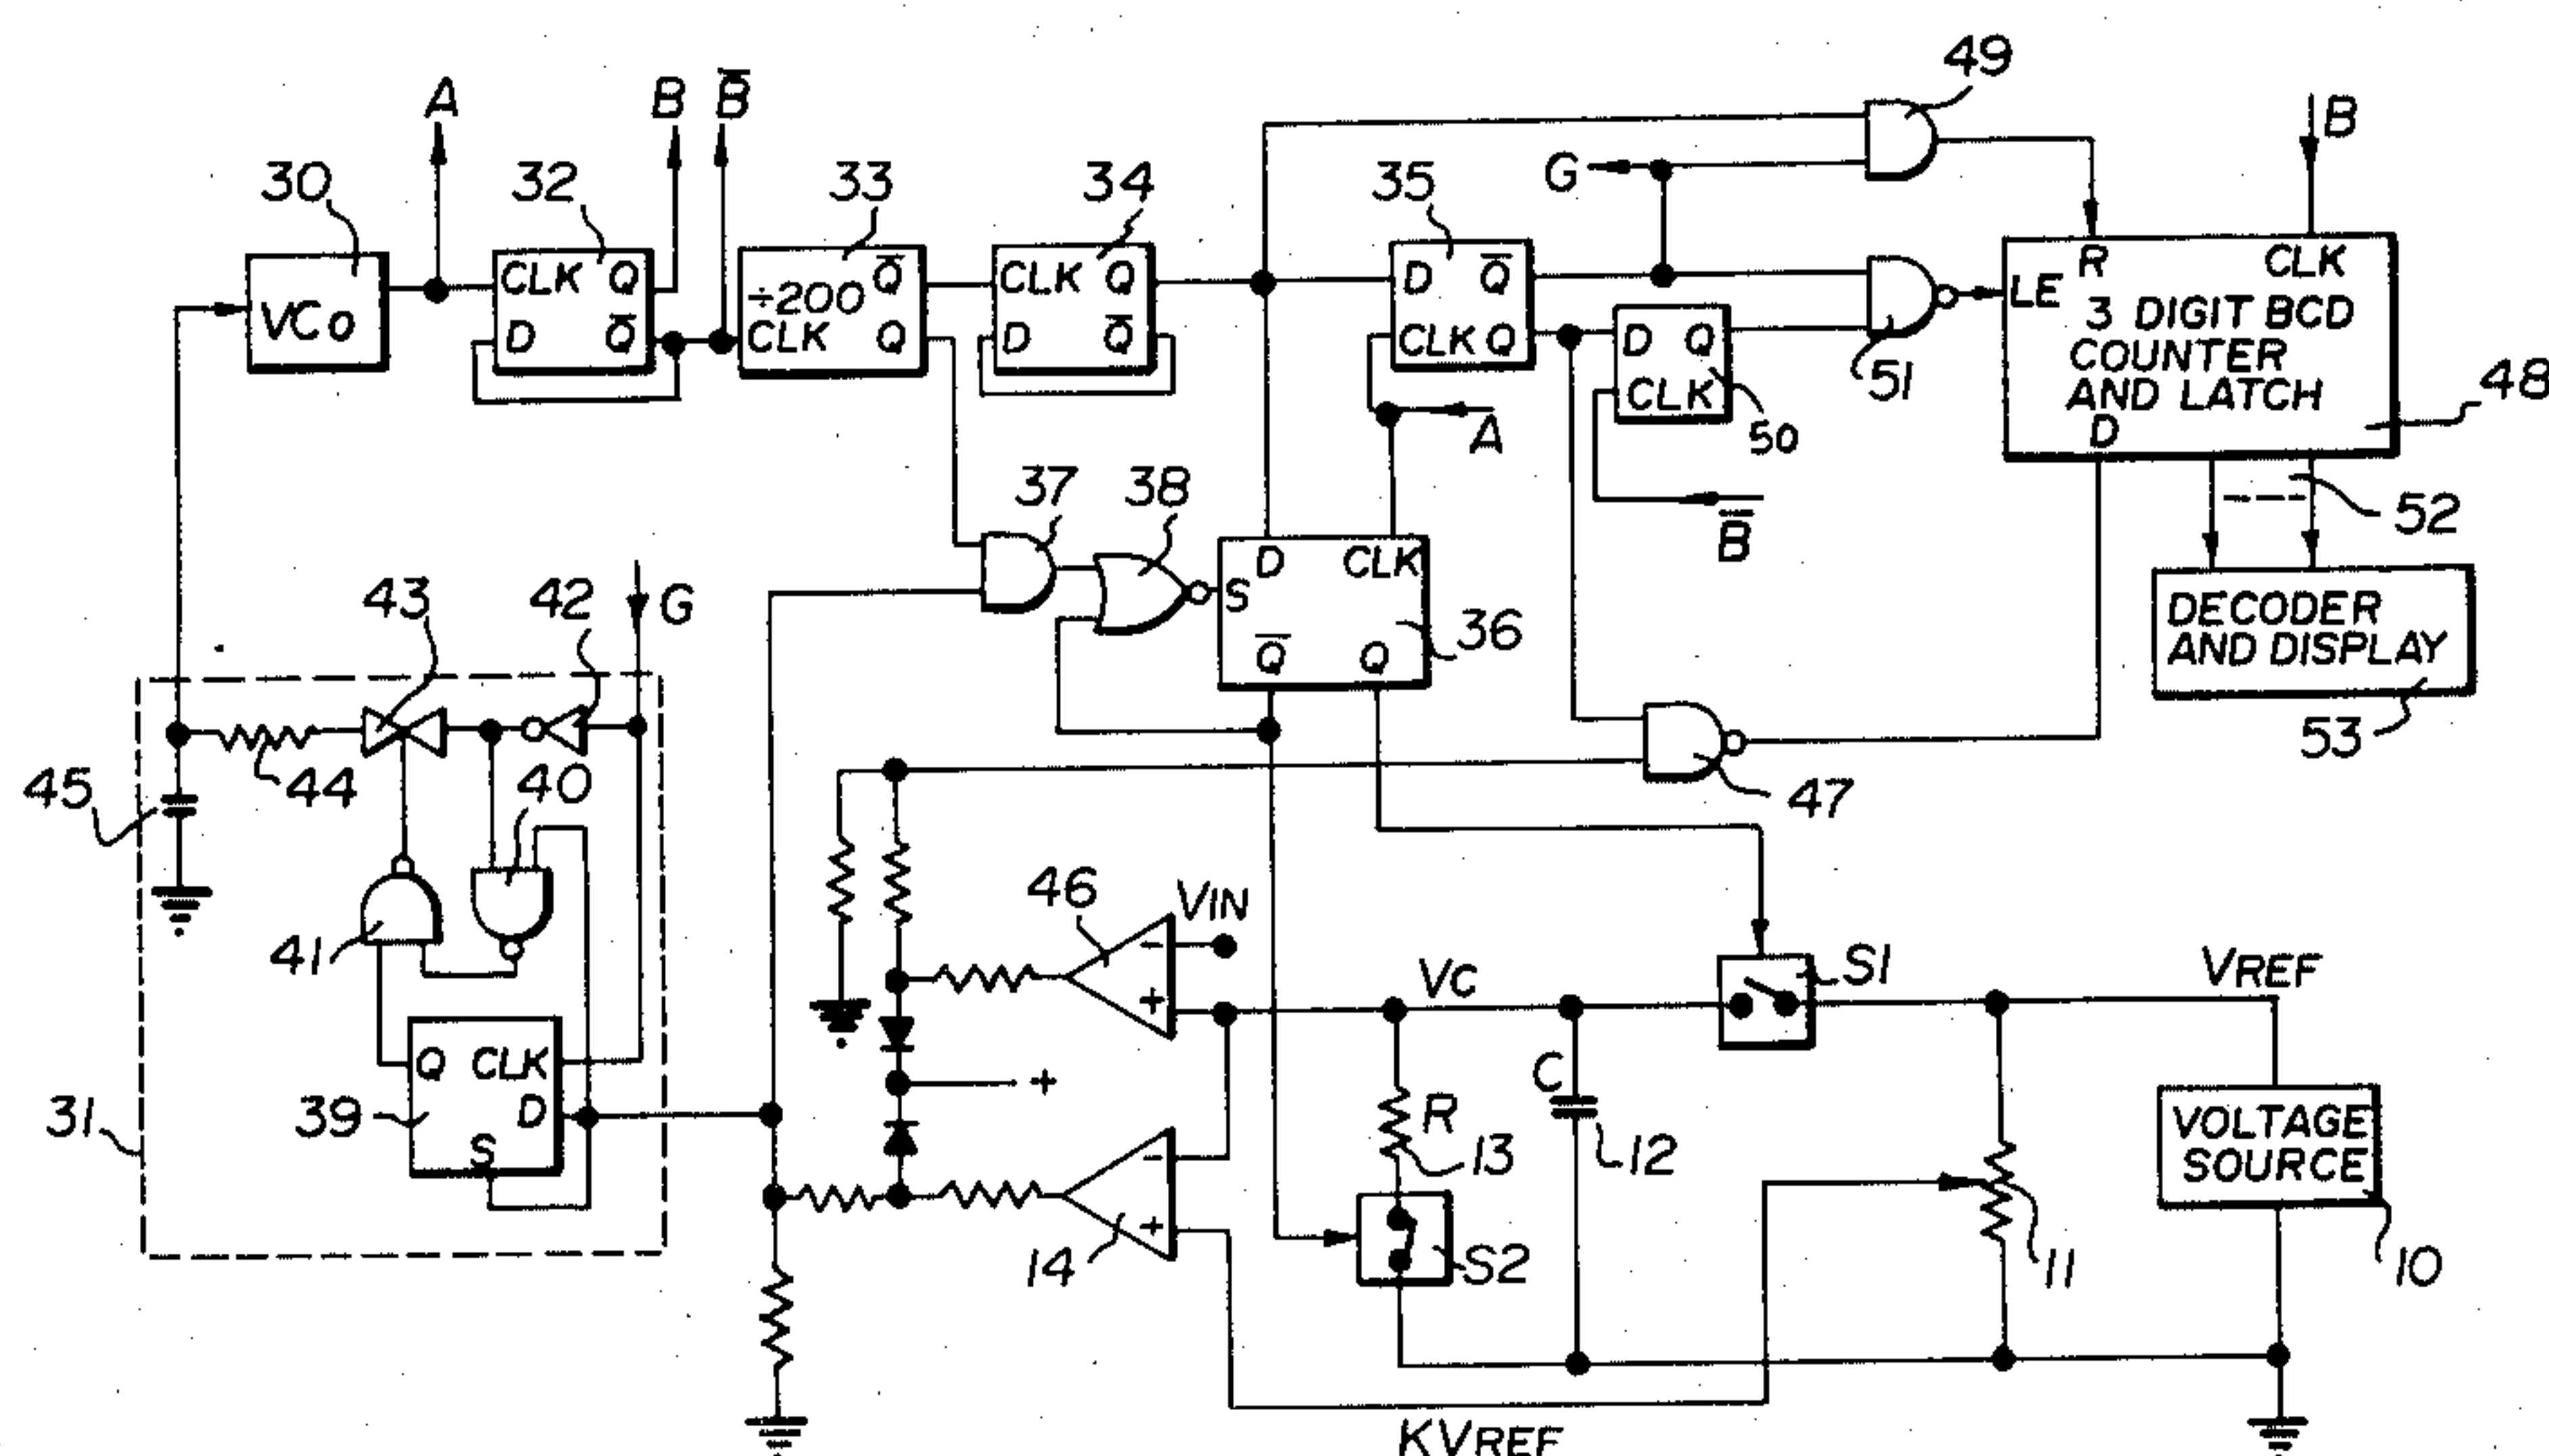 49
A
B
B̅
B
30
32
33
34
35
G
VCo
CLK Q
D Q̅
÷200 Q̅
CLK Q
CLK Q
D Q̅
D Q̅
CLK Q
D Q
CLK
50
51
A
B̅
LE
R
CLK
3 DIGIT BCD
COUNTER
AND LATCH
D
48
52
DECODER
AND DISPLAY
53
37
38
S
D
CLK
Q̅
Q
36
43
42
G
44
45
40
41
Q CLK
D
S
39
31
47
46
VIN
−
+
VC
S1
VREF
+
−
+
14
R
13
C
12
S2
11
VOLTAGE
SOURCE
10
KVREF